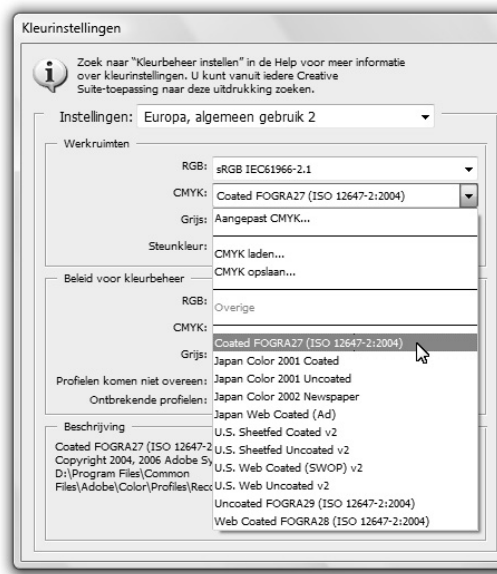 Kleurinstellingen
Zoek naar "Kleurbeheer instellen" in de Help voor meer informatie
over kleurinstellingen. U kunt vanuit iedere Creative
Suite-toepassing naar deze uitdrukking zoeken.
Instellingen: Europa, algemeen gebruik 2
Werkruimten
RGB: sRGB IEC61966-2.1
CMYK: Coated FOGRA27 (ISO 12647-2:2004)
Grijs: Aangepast CMYK...
Steunkleur:
CMYK laden...
CMYK opslaan...
Beleid voor kleurbeheer
RGB: Overige
CMYK:
Coated FOGRA27 (ISO 12647-2:2004)
Grijs: Japan Color 2001 Coated
Japan Color 2001 Uncoated
Profielen komen niet overeen:
Japan Color 2002 Newspaper
Ontbrekende profielen:
Japan Web Coated (Ad)
Beschrijving
U.S. Sheetfed Coated v2
Coated FOGRA27 (ISO 12647-2
U.S. Sheetfed Uncoated v2
Copyright 2004, 2006 Adobe Sy
U.S. Web Coated (SWOP) v2
D:\Program Files\Common
U.S. Web Uncoated v2
Files\Adobe\Color\Profiles\Reco
Uncoated FOGRA29 (ISO 12647-2:2004)
Web Coated FOGRA28 (ISO 12647-2:2004)